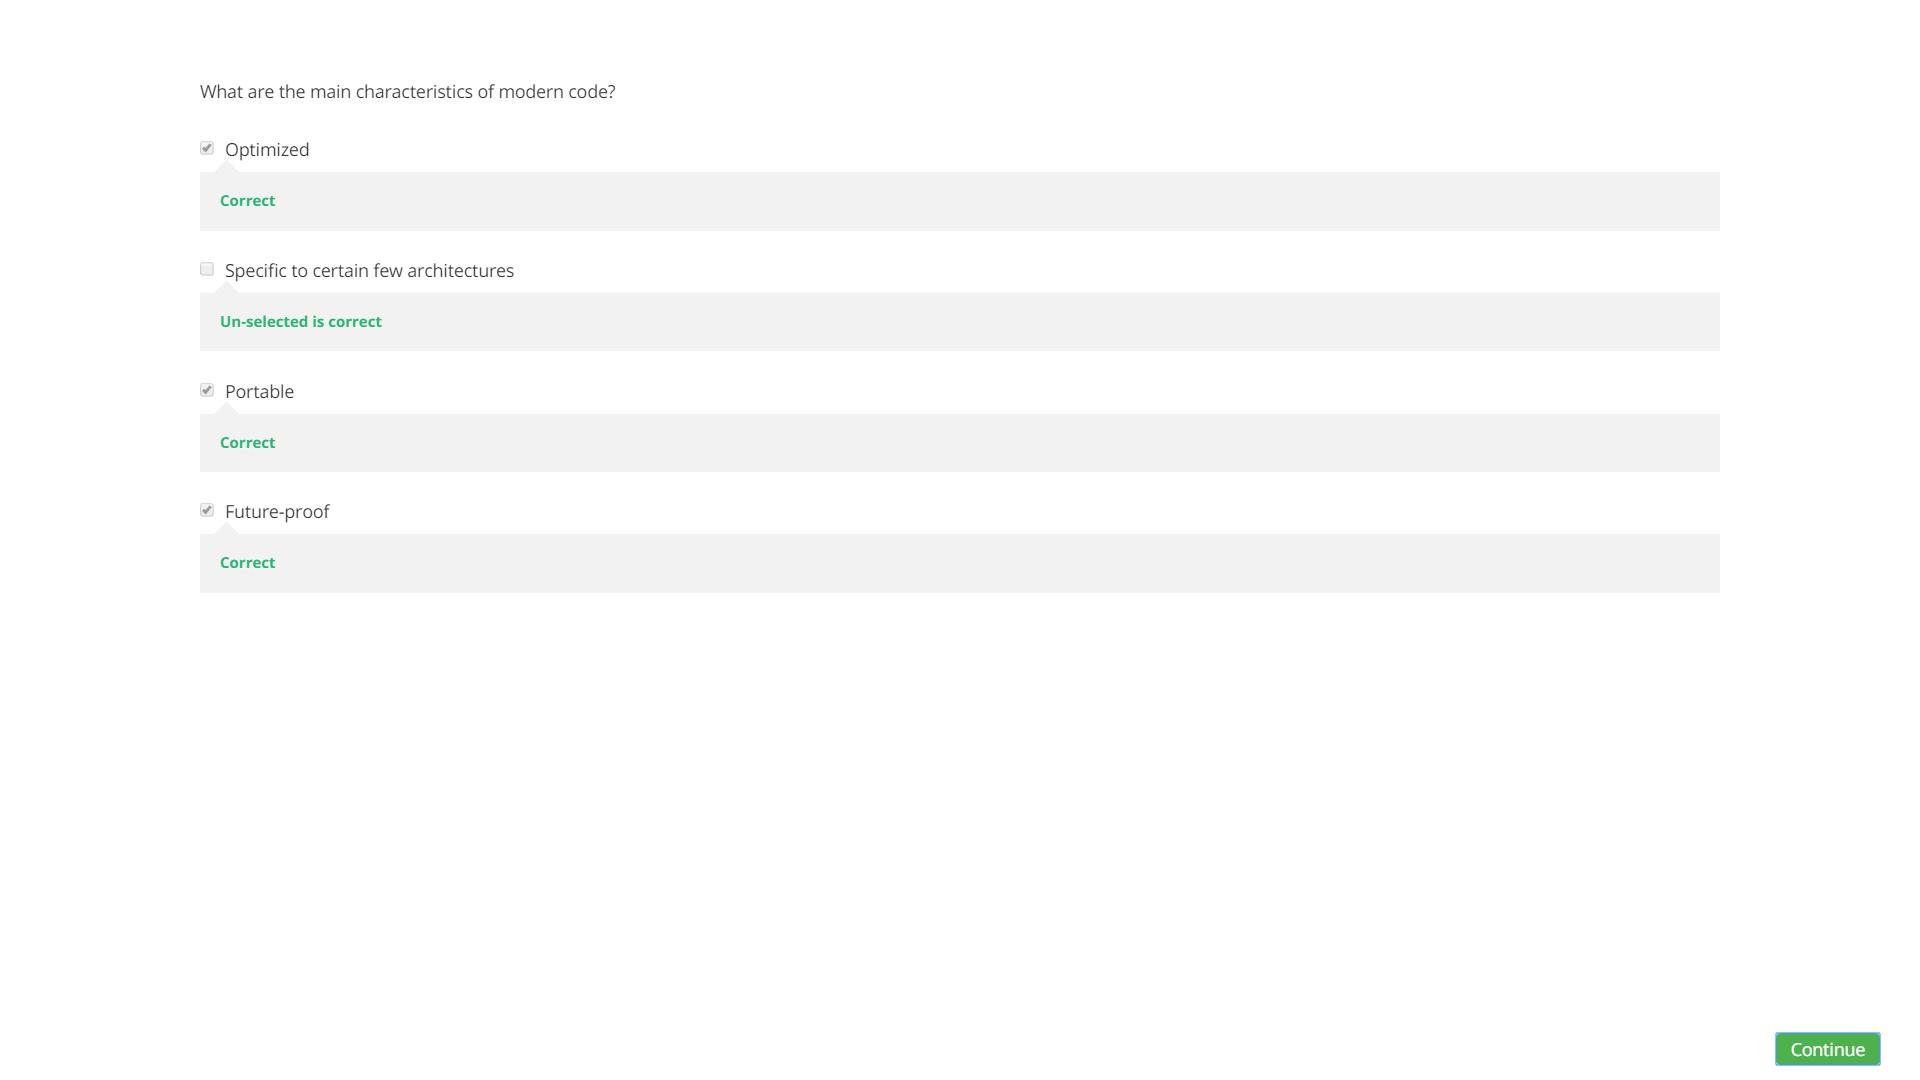 What are the main characteristics of modern code?
Optimized
Correct
Specific to certain few architectures
Un-selected is correct
Portable
Correct
Future-proof
Correct
Continue